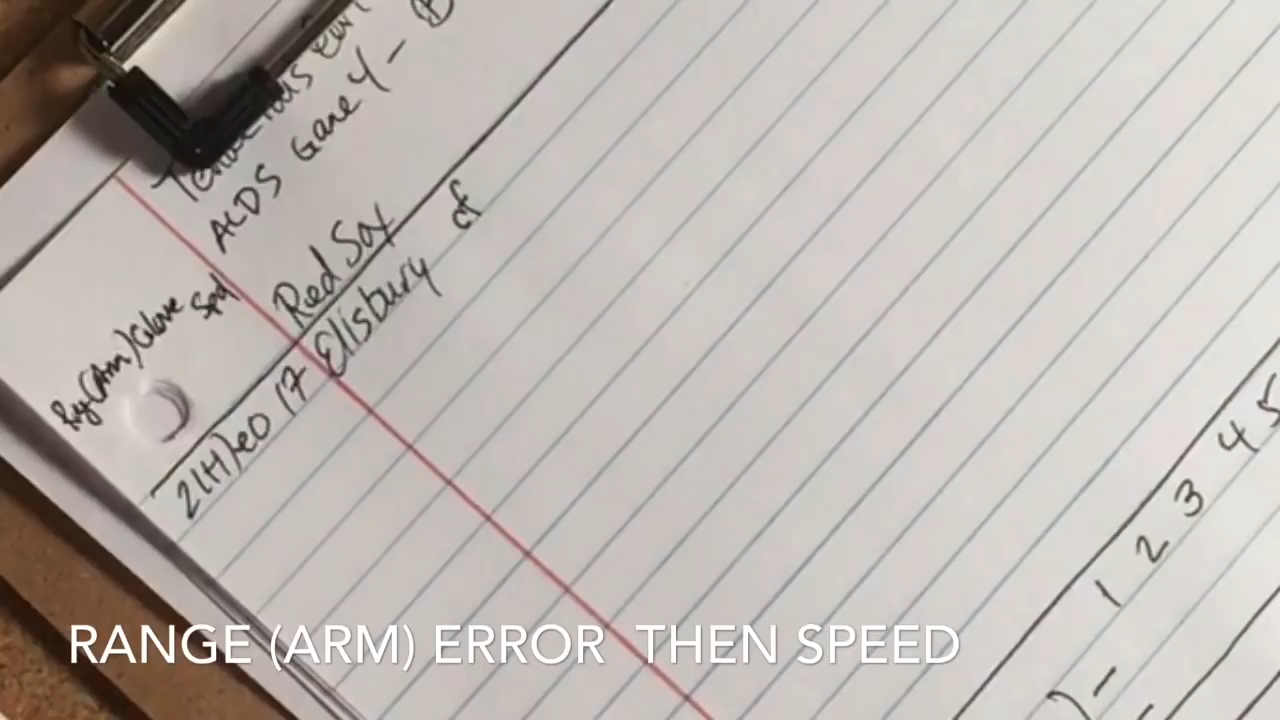 ALDS Game 4 - B
Rng (Arm) Glove Spd Red Sox
2(H)e0 17 Ellsbury cf
1 2 3 4 5
) -
RANGE (ARM) ERROR THEN SPEED